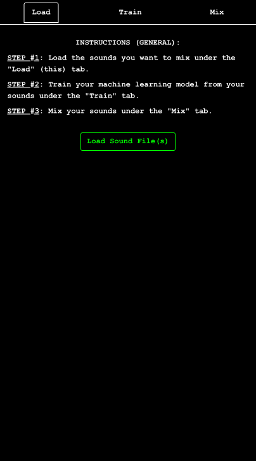 Load Train Mix
INSTRUCTIONS (GENERAL):
STEP #1: Load the sounds you want to mix under the
"Load" (this) tab.
STEP #2: Train your machine learning model from your
sounds under the "Train" tab.
STEP #3: Mix your sounds under the "Mix" tab.
Load Sound File(s)